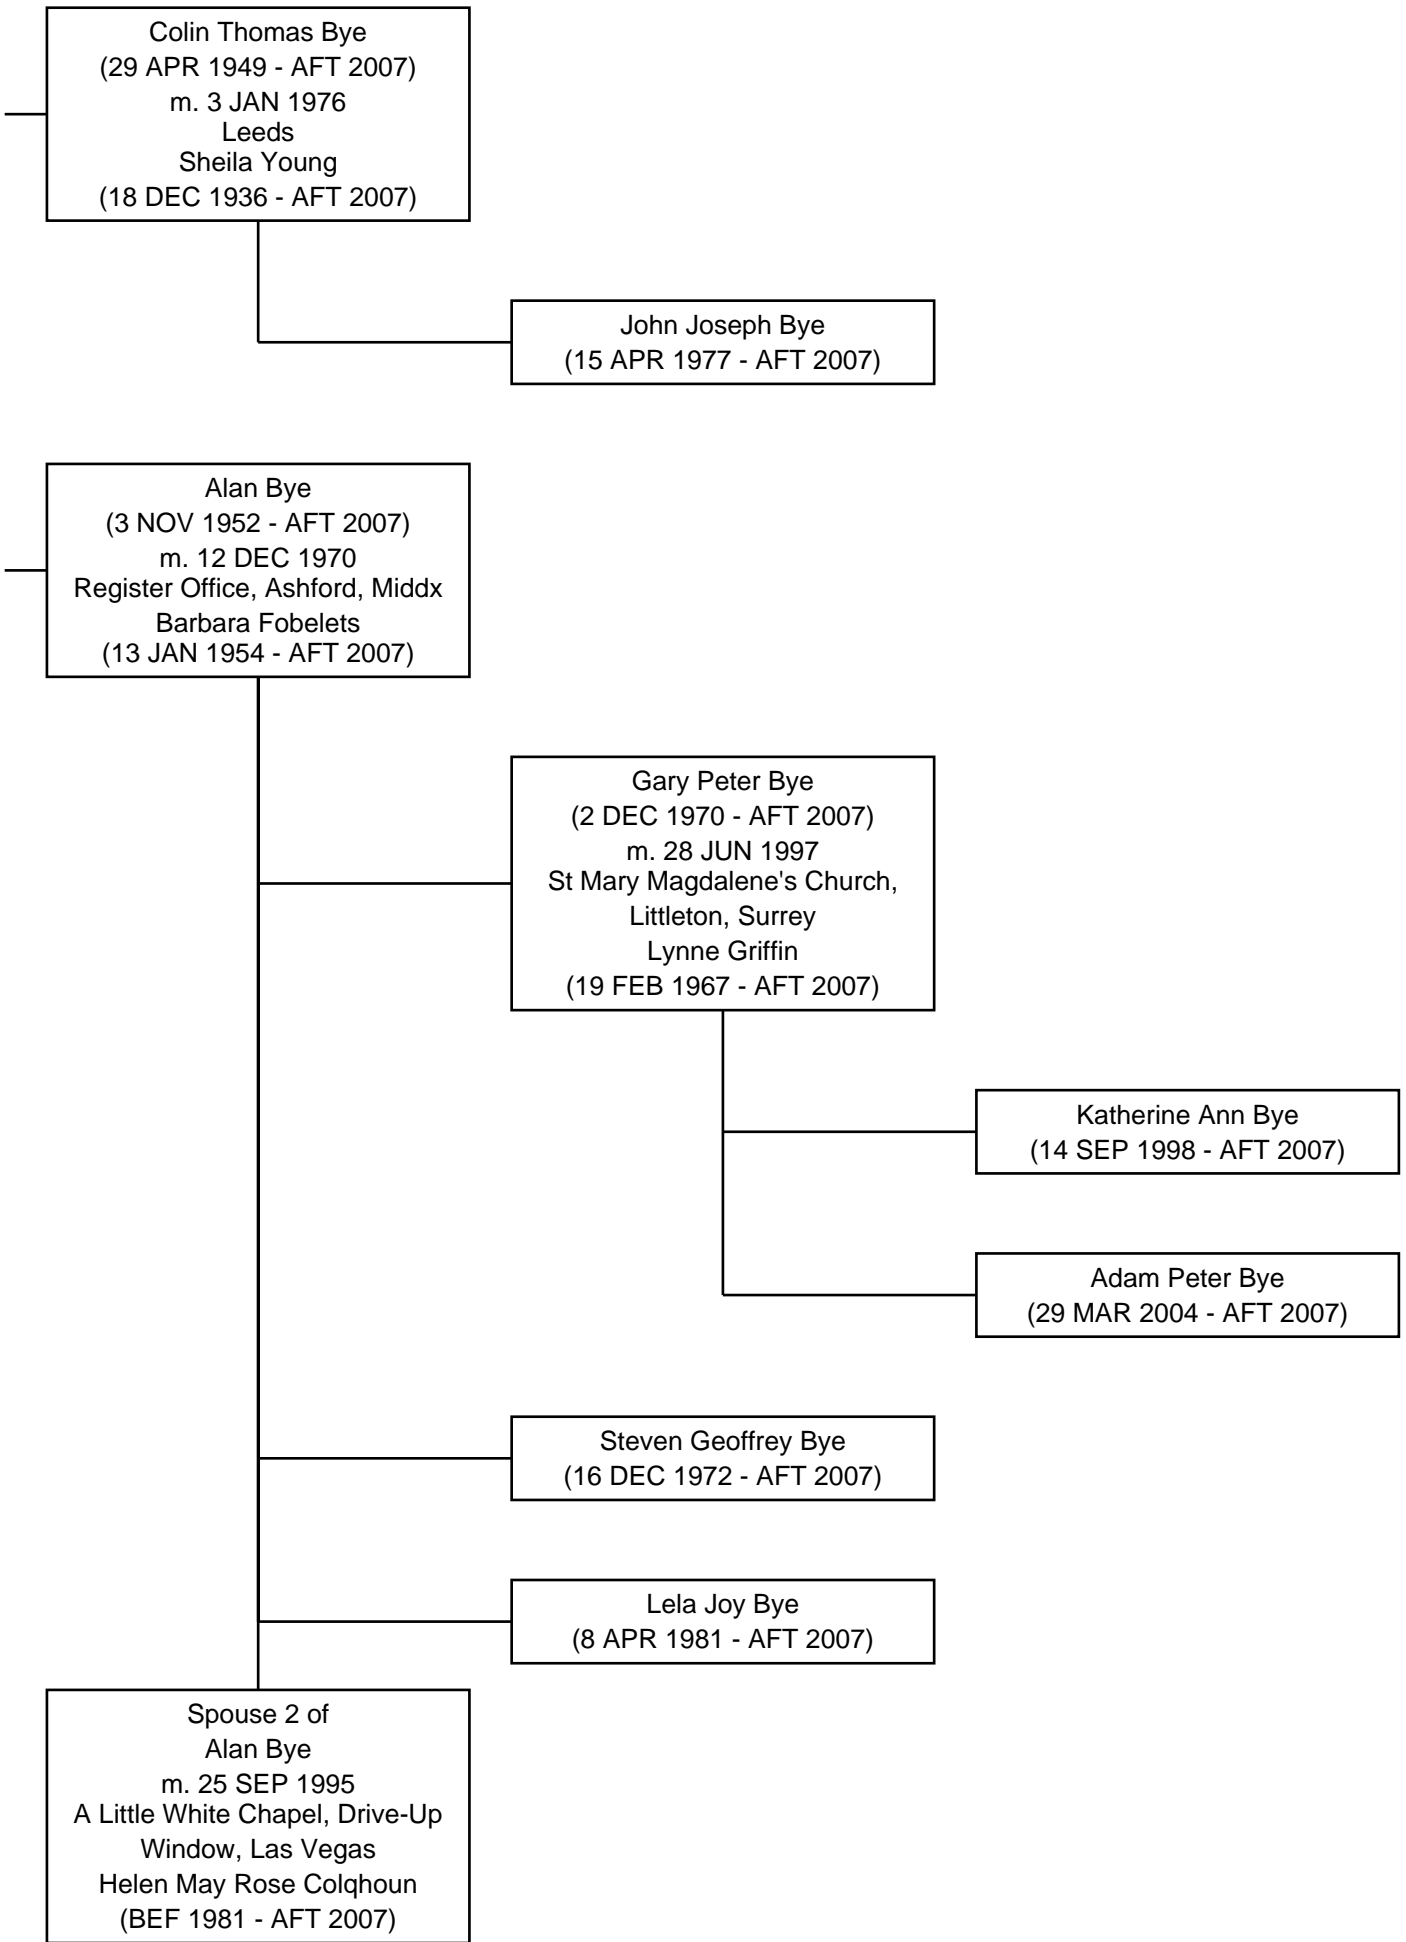 Colin Thomas Bye
(29 APR 1949 - AFT 2007)
m. 3 JAN 1976
Leeds
Sheila Young
(18 DEC 1936 - AFT 2007)
John Joseph Bye
(15 APR 1977 - AFT 2007)
Alan Bye
(3 NOV 1952 - AFT 2007)
m. 12 DEC 1970
Register Office, Ashford, Middx
Barbara Fobelets
(13 JAN 1954 - AFT 2007)
Gary Peter Bye
(2 DEC 1970 - AFT 2007)
m. 28 JUN 1997
St Mary Magdalene's Church,
Littleton, Surrey
Lynne Griffin
(19 FEB 1967 - AFT 2007)
Katherine Ann Bye
(14 SEP 1998 - AFT 2007)
Adam Peter Bye
(29 MAR 2004 - AFT 2007)
Steven Geoffrey Bye
(16 DEC 1972 - AFT 2007)
Lela Joy Bye
(8 APR 1981 - AFT 2007)
Spouse 2 of
Alan Bye
m. 25 SEP 1995
A Little White Chapel, Drive-Up
Window, Las Vegas
Helen May Rose Colqhoun
(BEF 1981 - AFT 2007)